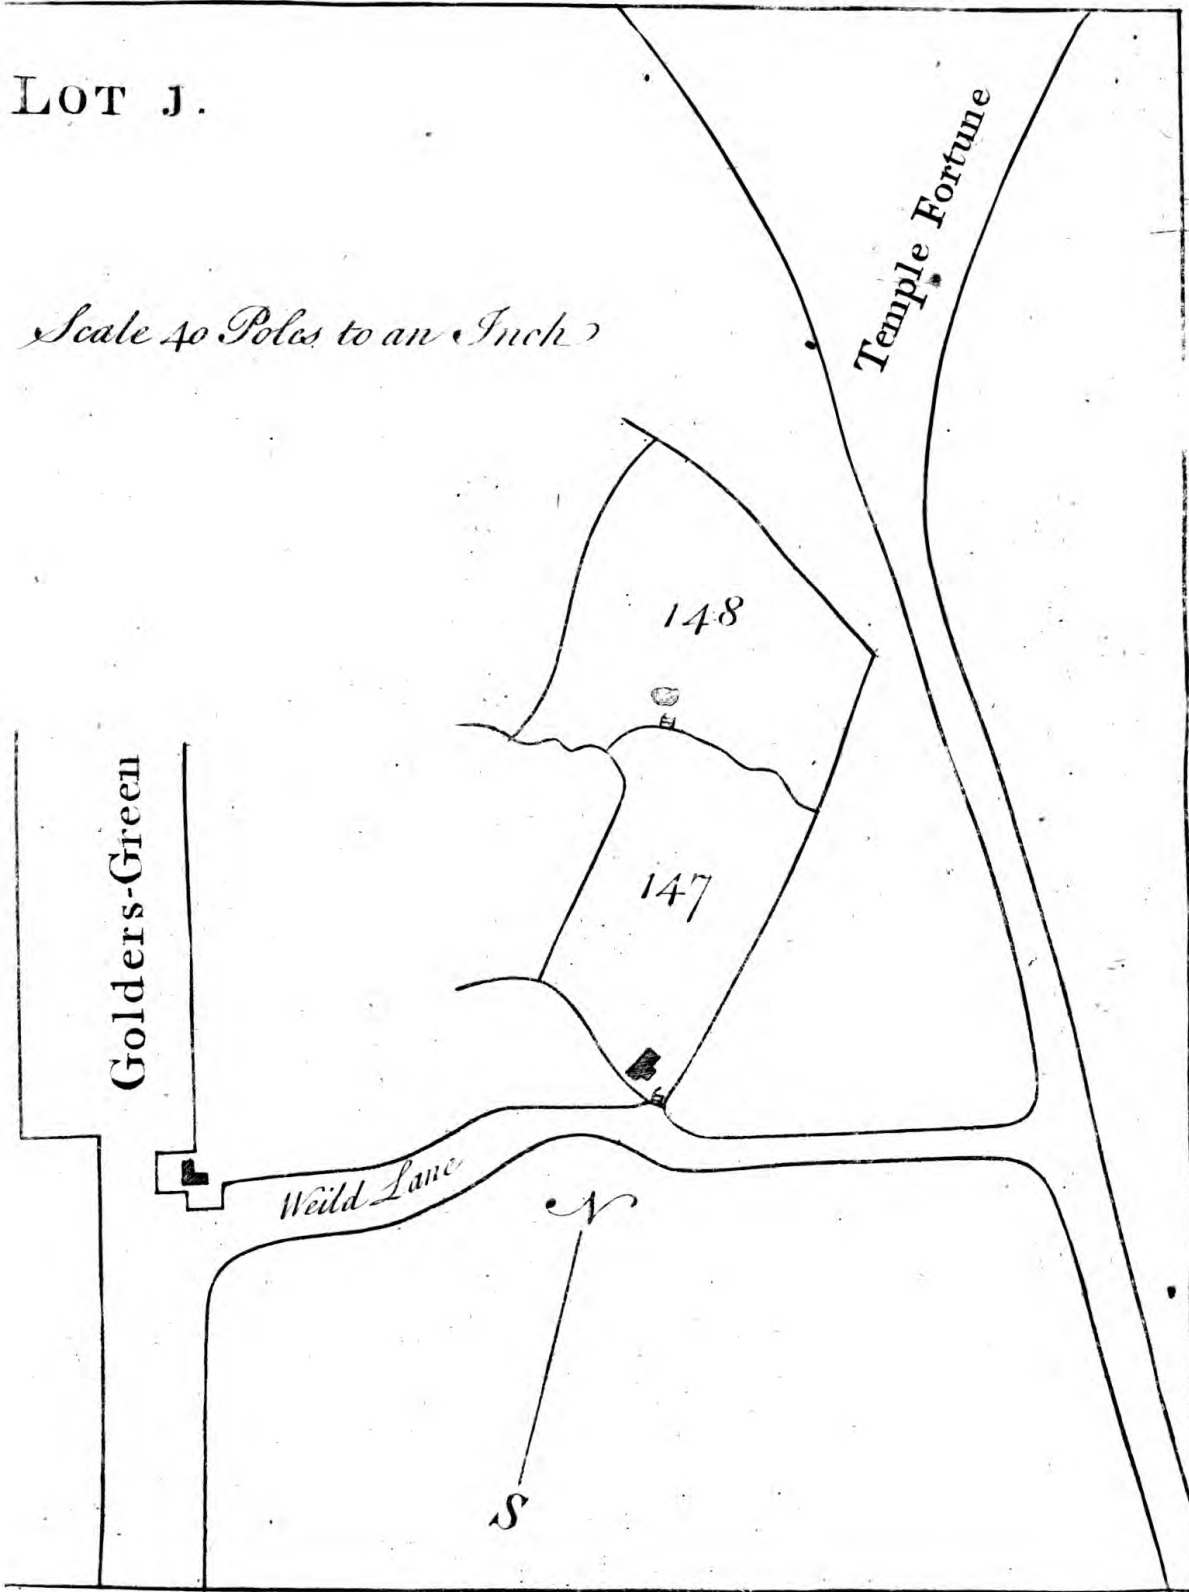 LOT J.
Temple Fortune
Scale 40 Poles to an Inch
148
Golders-Green
147
Weild Lane
N
S